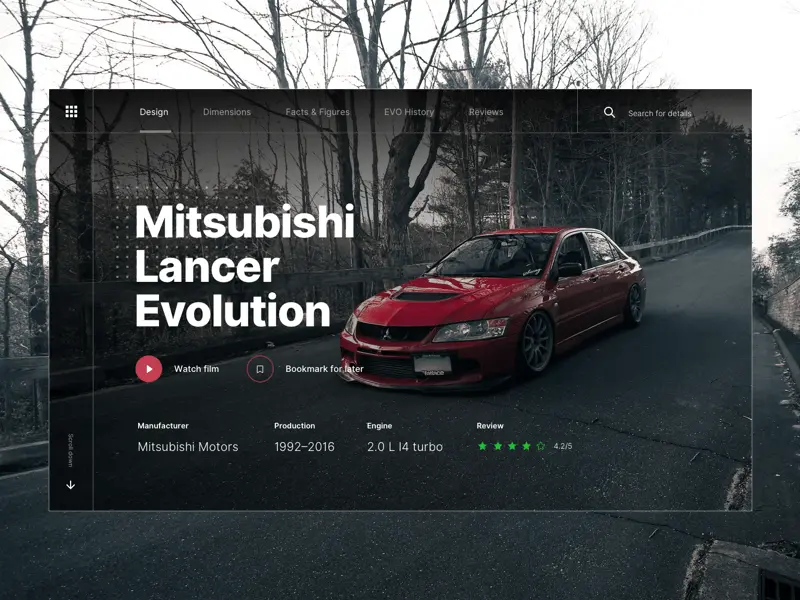 Design
Dimensions
Facts & Figures
EVO History
Reviews
Search for details
Mitsubishi
Lancer
Evolution
Watch film
Bookmark for later
Manufacturer
Production
Engine
Review
Mitsubishi Motors
1992–2016
2.0 L I4 turbo
4.2/5
Scroll down